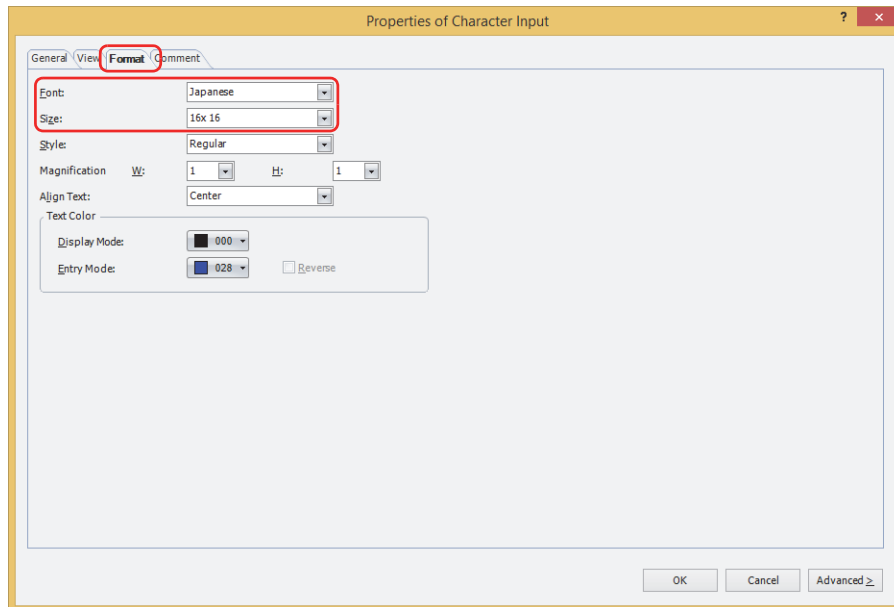 Properties of Character Input
? ×
General View Format Comment
Font: Japanese
Size: 16x 16
Style: Regular
Magnification W: 1 H: 1
Align Text: Center
Text Color
Display Mode: 000
Entry Mode: 028 Reverse
OK Cancel Advanced >